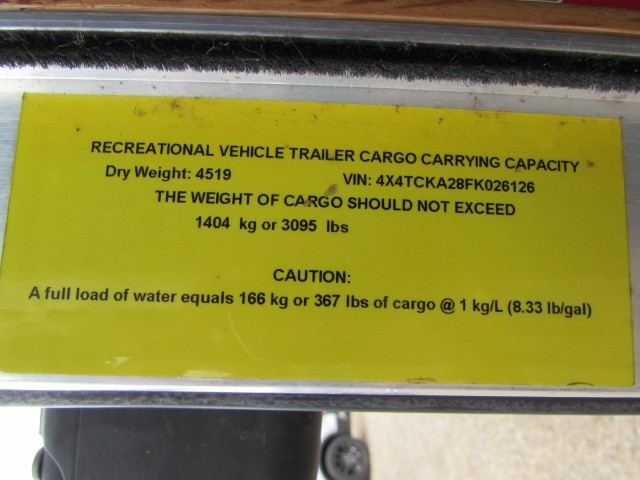 RECREATIONAL VEHICLE TRAILER CARGO CARRYING CAPACITY
Dry Weight: 4519 VIN: 4X4TCKA28FK026126
THE WEIGHT OF CARGO SHOULD NOT EXCEED
1404 kg or 3095 lbs
CAUTION:
A full load of water equals 166 kg or 367 lbs of cargo @ 1 kg/L (8.33 lb/gal)